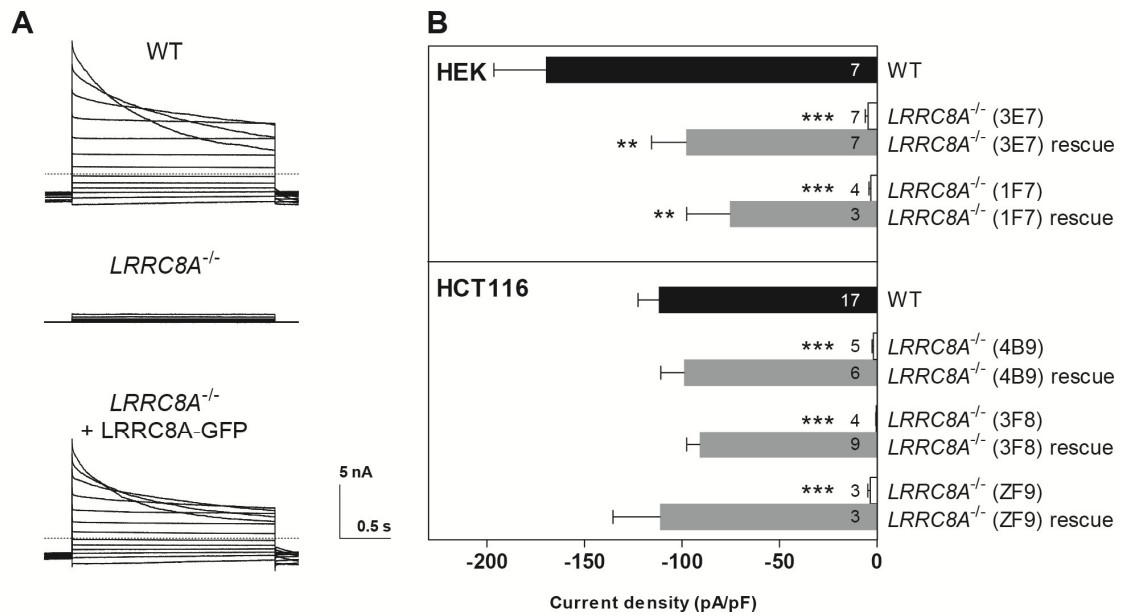 A
WT
LRRC8A-/-
LRRC8A-/-
+ LRRC8A-GFP
5 nA
0.5 s
B
HEK
7
WT
*** 7 LRRC8A-/- (3E7)
** 7 LRRC8A-/- (3E7) rescue
*** 4 LRRC8A-/- (1F7)
** 3 LRRC8A-/- (1F7) rescue
HCT116
17
WT
*** 5 LRRC8A-/- (4B9)
6 LRRC8A-/- (4B9) rescue
*** 4 LRRC8A-/- (3F8)
9 LRRC8A-/- (3F8) rescue
*** 3 LRRC8A-/- (ZF9)
3 LRRC8A-/- (ZF9) rescue
-200 -150 -100 -50 0
Current density (pA/pF)